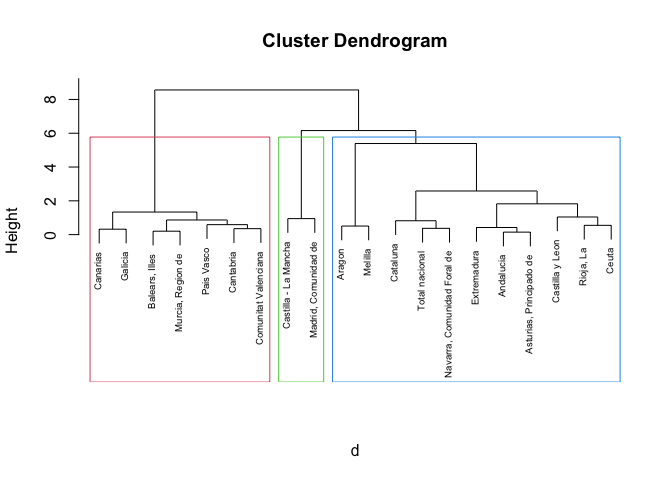 Cluster Dendrogram
Height
8
6
4
2
0
Canarias
Galicia
Balears, Illes
Murcia, Region de
Pais Vasco
Cantabria
Comunitat Valenciana
Castilla - La Mancha
Madrid, Comunidad de
Aragon
Melilla
Cataluna
Total nacional
Navarra, Comunidad Foral de
Extremadura
Andalucia
Asturias, Principado de
Castilla y Leon
Rioja, La
Ceuta
d